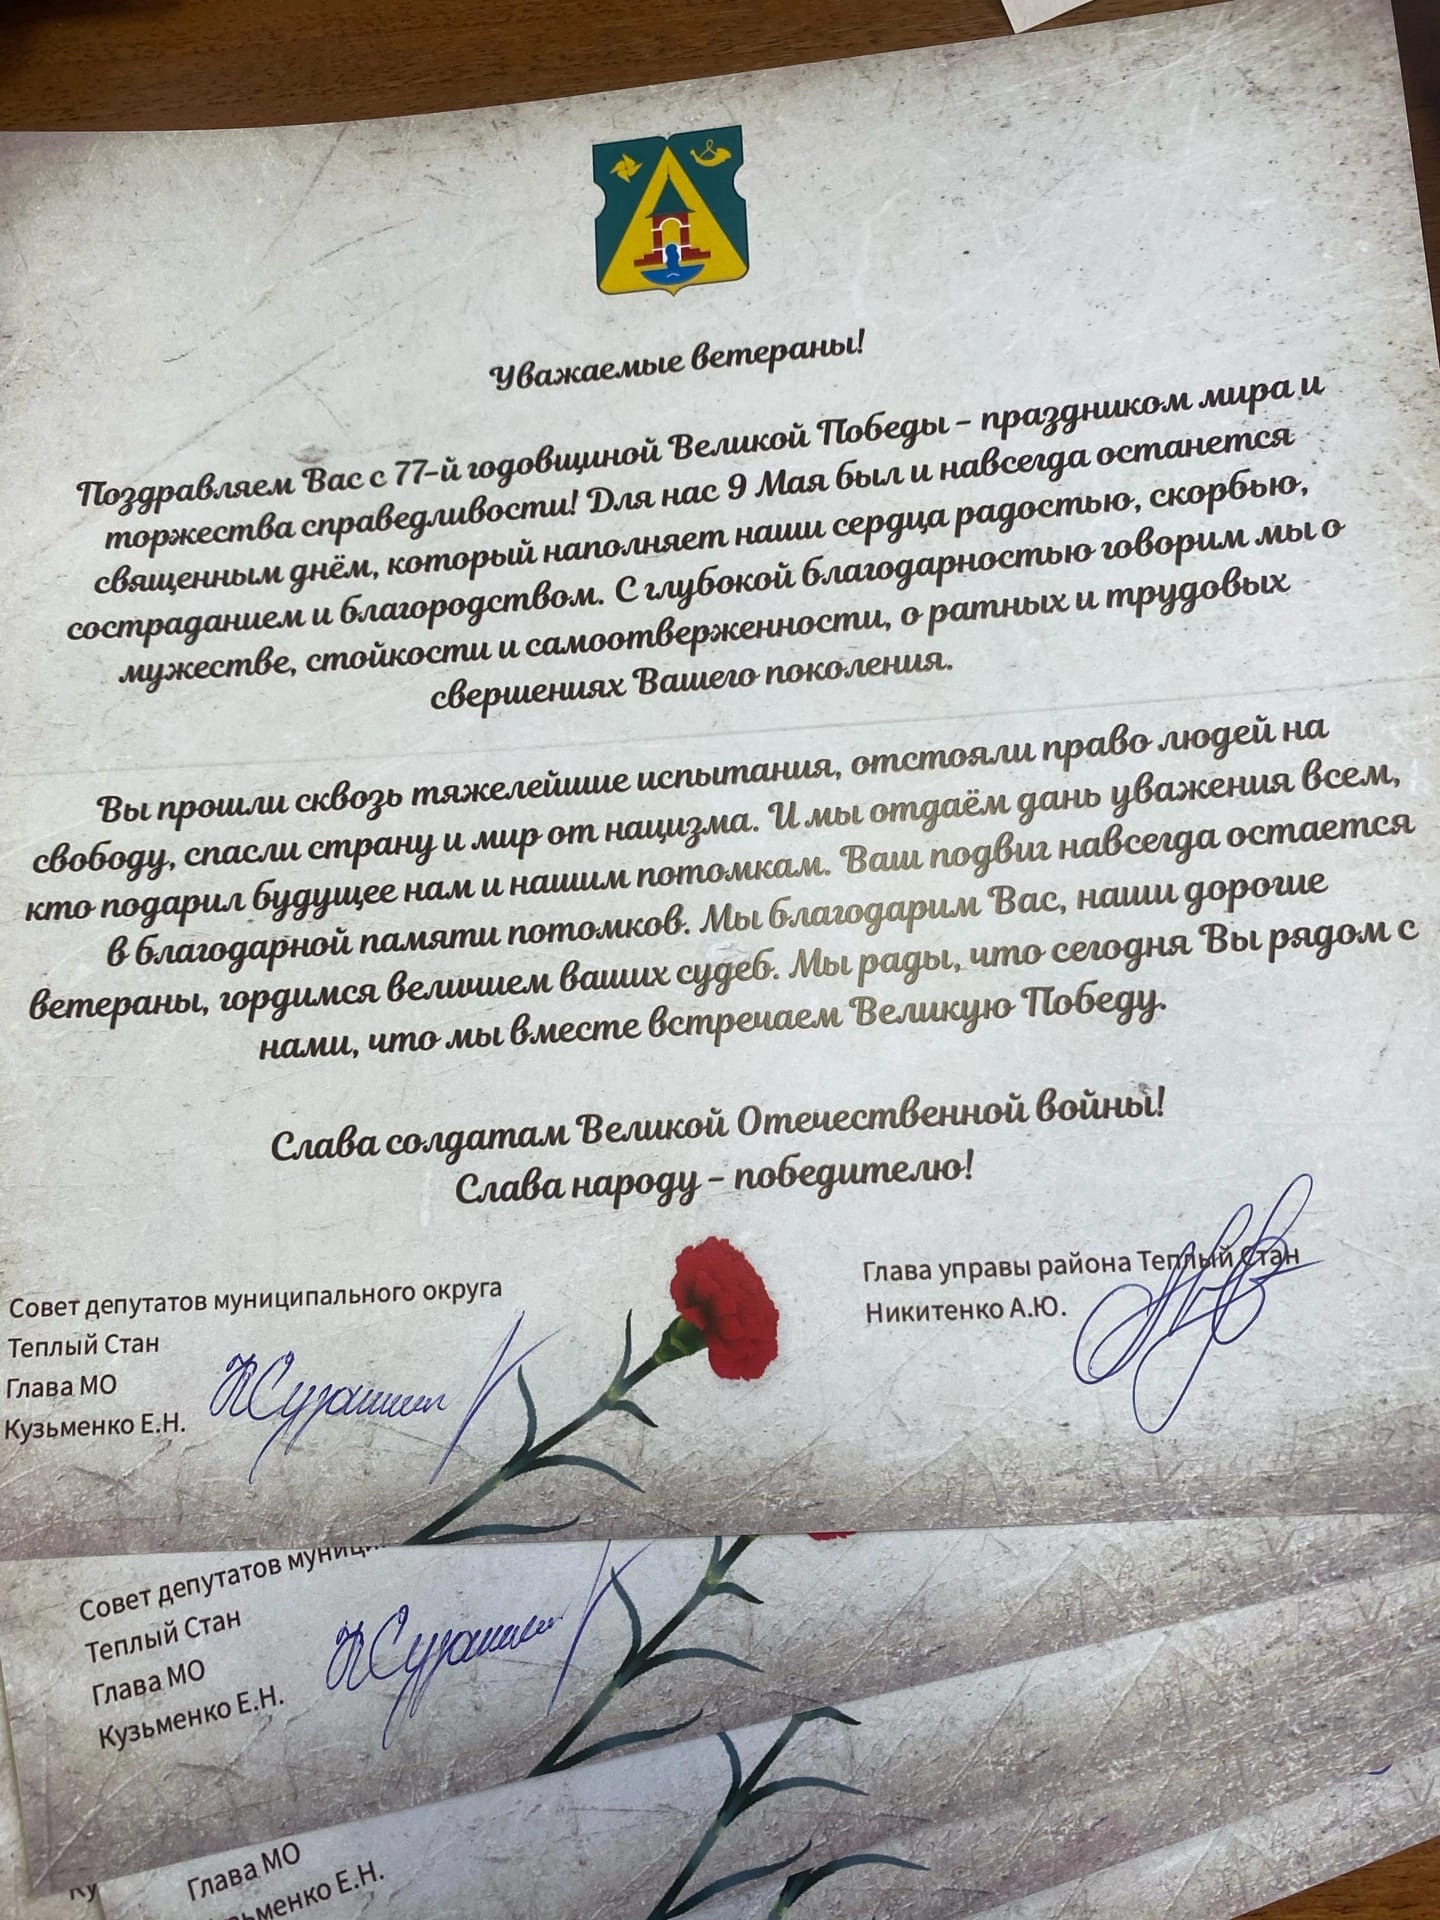 Уважаемые ветераны!
Поздравляем Вас с 77-й годовщиной Великой Победы – праздником мира и
торжества справедливости! Для нас 9 Мая был и навсегда останется
священным днём, который наполняет наши сердца радостью, скорбью,
состраданием и благородством. С глубокой благодарностью говорим мы о
мужестве, стойкости и самоотверженности, о ратных и трудовых
свершениях Вашего поколения.
Вы прошли сквозь тяжелейшие испытания, отстояли право людей на
свободу, спасли страну и мир от нацизма. И мы отдаём дань уважения всем,
кто подарил будущее нам и нашим потомкам. Ваш подвиг навсегда остается
в благодарной памяти потомков. Мы благодарим Вас, наши дорогие
ветераны, гордимся величием ваших судеб. Мы рады, что сегодня Вы рядом с
нами, что мы вместе встречаем Великую Победу.
Слава солдатам Великой Отечественной войны!
Слава народу – победителю!
Совет депутатов муниципального округа
Теплый Стан
Глава МО
Кузьменко Е.Н.
Глава управы района Теплый Стан
Никитенко А.Ю.
Совет депутатов муници
Теплый Стан
Глава МО
Кузьменко Е.Н.
Глава МО
ьменко Е.Н.
Ку